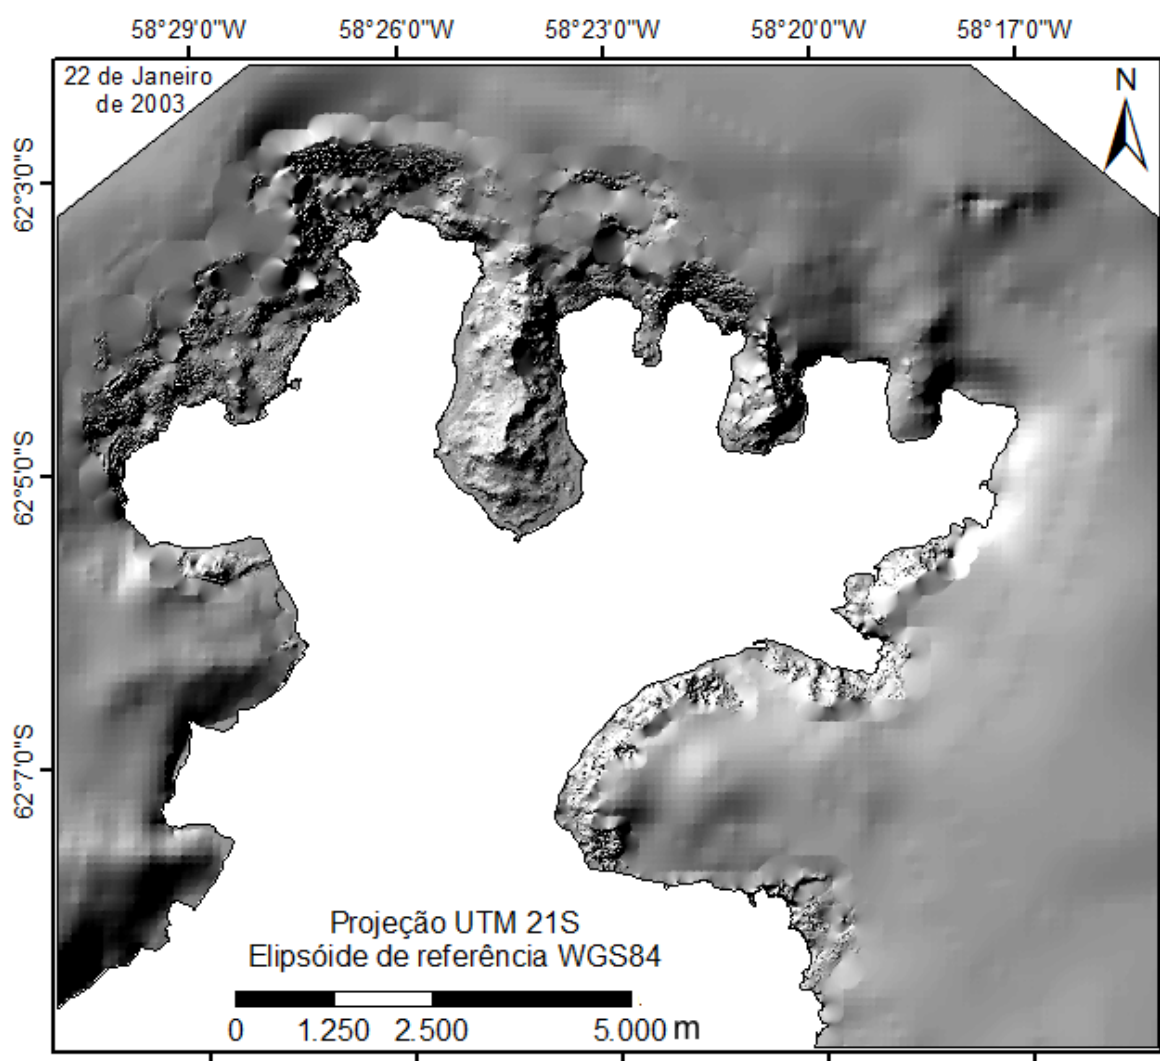 58°29'0"W 58°26'0"W 58°23'0"W 58°20'0"W 58°17'0"W
22 de Janeiro
de 2003
N
62°3'0"S
62°5'0"S
62°7'0"S
Projeção UTM 21S
Elipsóide de referência WGS84
0 1.250 2.500 5.000 m